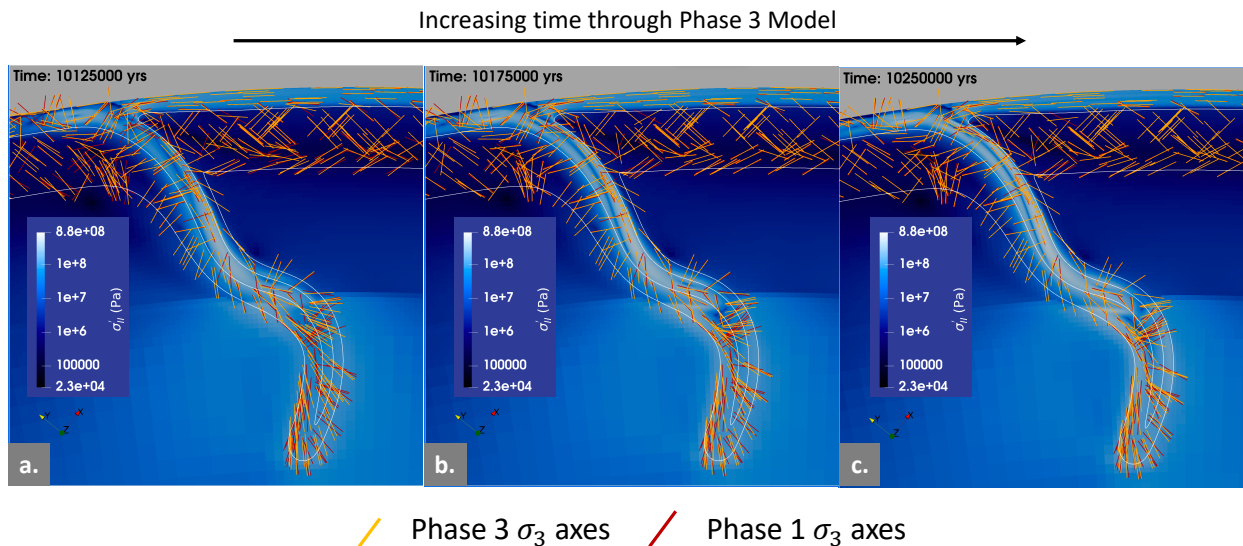 Increasing time through Phase 3 Model
Time: 10125000 yrs
8.8e+08
1e+8
1e+7
1e+6
100000
2.3e+04
σ'II (Pa)
Y
X
Z
a.
Time: 10175000 yrs
8.8e+08
1e+8
1e+7
1e+6
100000
2.3e+04
σ'II (Pa)
Y
X
Z
b.
Time: 10250000 yrs
8.8e+08
1e+8
1e+7
1e+6
100000
2.3e+04
σ'II (Pa)
Y
X
Z
c.
Phase 3 σ₃ axes
Phase 1 σ₃ axes